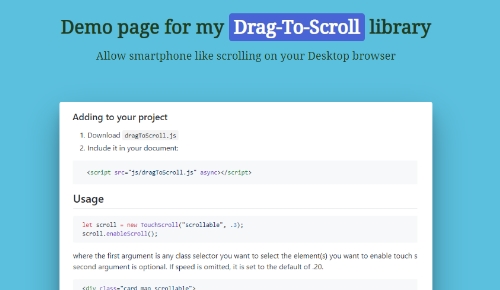 Demo page for my Drag-To-Scroll library
Allow smartphone like scrolling on your Desktop browser
Adding to your project
1. Download dragToScroll.js
2. Include it in your document:
<script src="js/dragToScroll.js" async></script>
Usage
let scroll = new TouchScroll("scrollable", .3);
scroll.enableScroll();
where the first argument is any class selector you want to select the element(s) you want to enable touch s
second argument is optional. If speed is omitted, it is set to the default of .20.
<div class="card map scrollable">